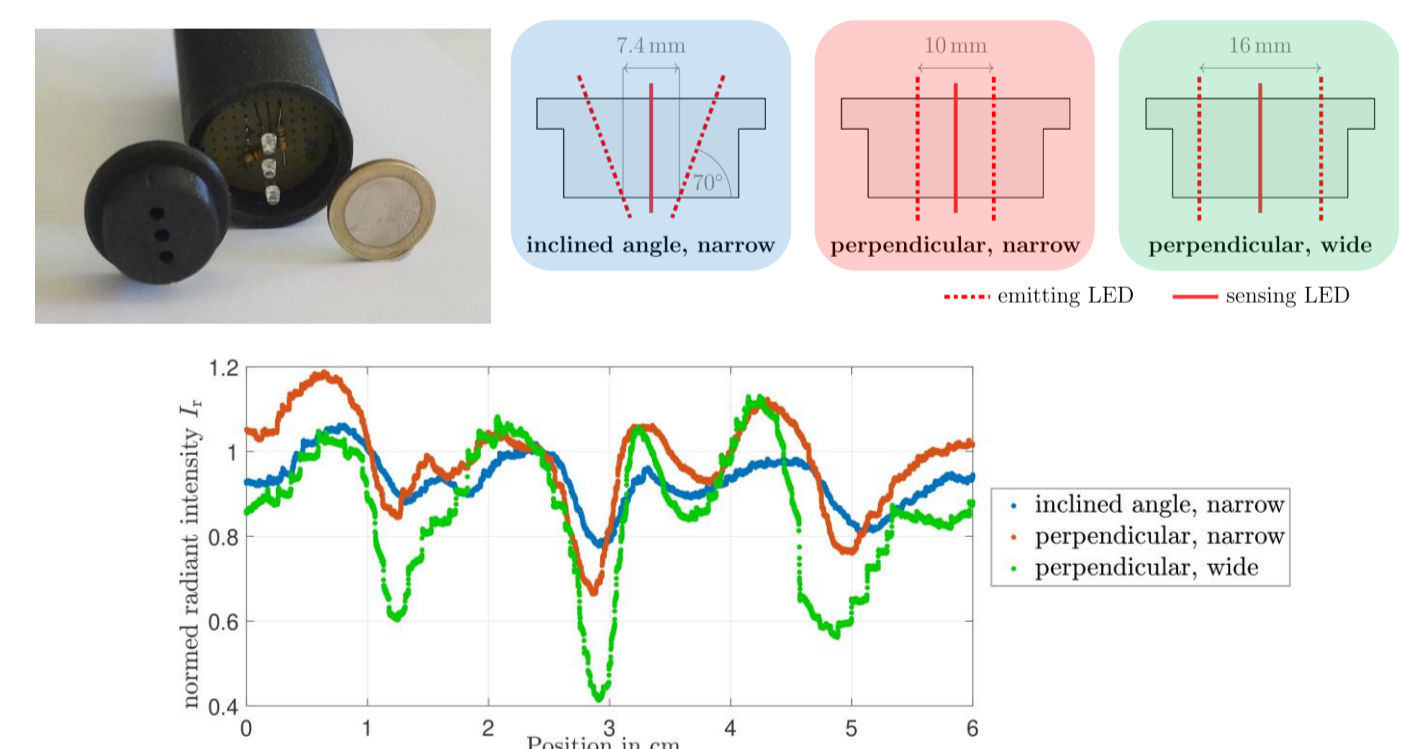 7.4 mm
10 mm
16 mm
70°
inclined angle, narrow
perpendicular, narrow
perpendicular, wide
emitting LED
sensing LED
normed radiant intensity Ir
1.2
1
0.8
0.6
0.4
0 1 2 3 4 5 6
Position in cm
inclined angle, narrow
perpendicular, narrow
perpendicular, wide